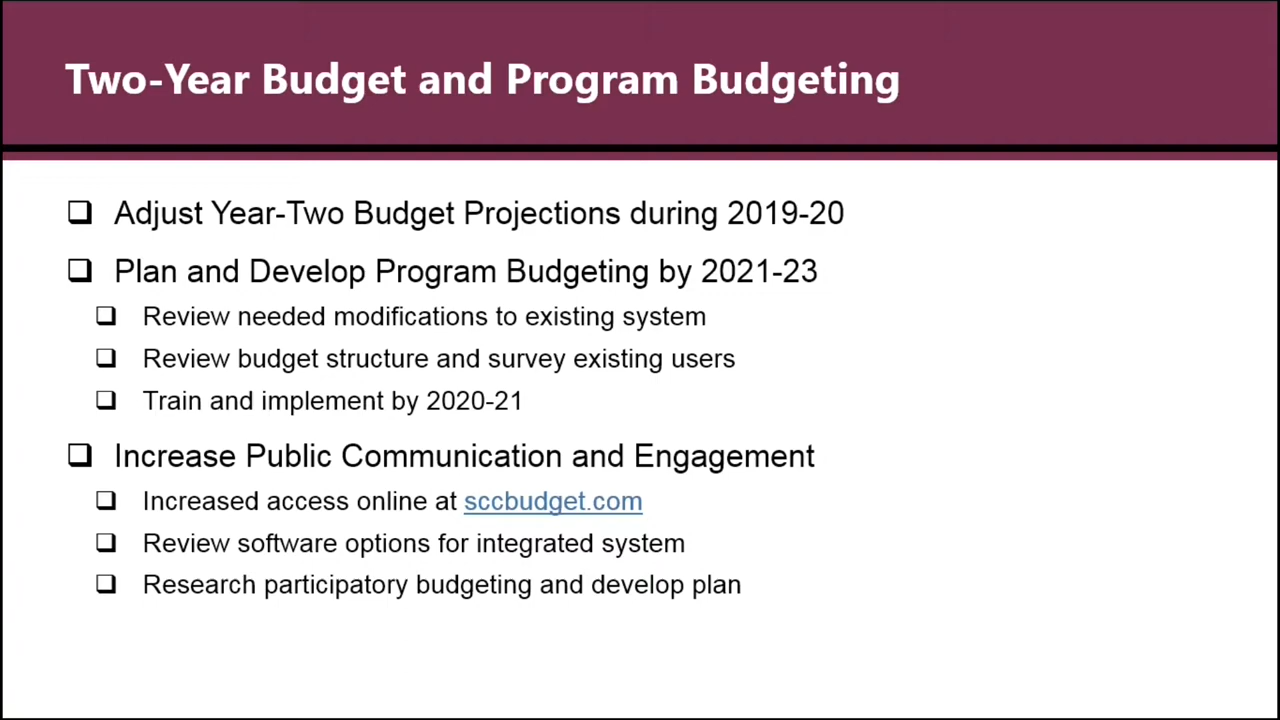 Two-Year Budget and Program Budgeting
Adjust Year-Two Budget Projections during 2019-20
Plan and Develop Program Budgeting by 2021-23
Review needed modifications to existing system
Review budget structure and survey existing users
Train and implement by 2020-21
Increase Public Communication and Engagement
Increased access online at sccbudget.com
Review software options for integrated system
Research participatory budgeting and develop plan